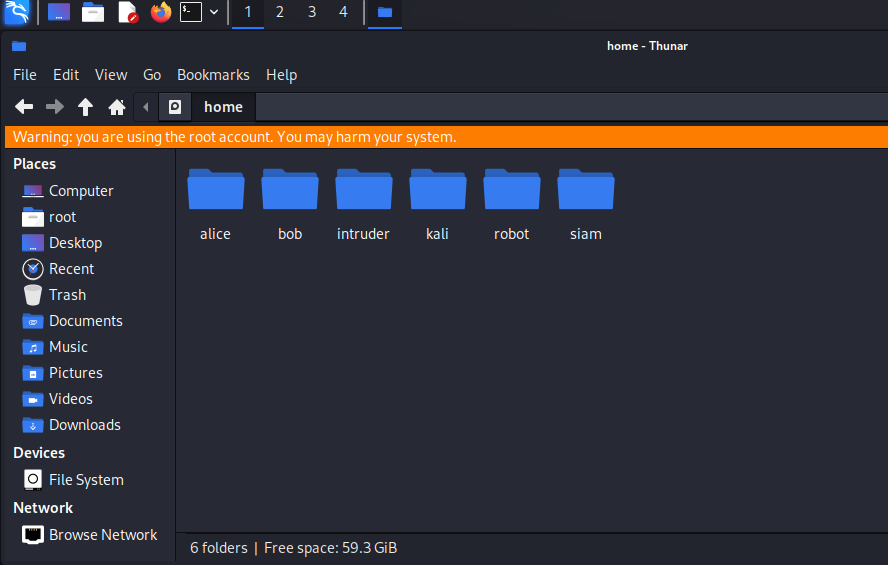 1 2 3 4
home - Thunar
File Edit View Go Bookmarks Help
home
Warning: you are using the root account. You may harm your system.
Places
Computer
root
Desktop
Recent
Trash
Documents
Music
Pictures
Videos
Downloads
Devices
File System
Network
Browse Network
alice bob intruder kali robot siam
6 folders | Free space: 59.3 GiB